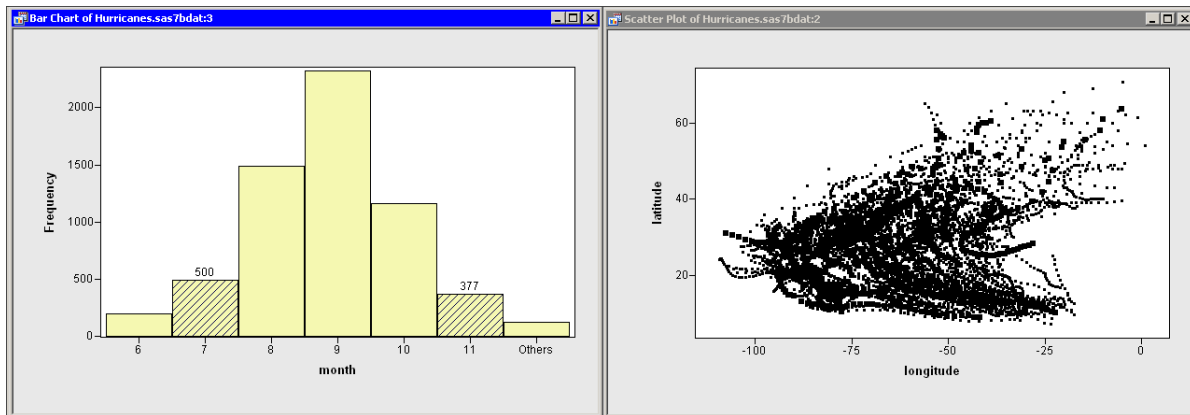 Bar Chart of Hurricanes.sas7bdat:3
2000
1500
1000
500
0
Frequency
500
377
6 7 8 9 10 11 Others
month
Scatter Plot of Hurricanes.sas7bdat:2
60
40
20
latitude
-100 -75 -50 -25 0
longitude